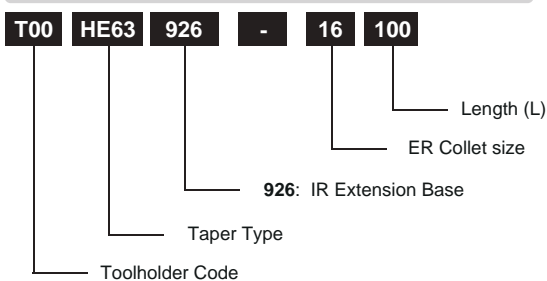 T00 HE63 926 - 16 100
Length (L)
ER Collet size
926: IR Extension Base
Taper Type
Toolholder Code